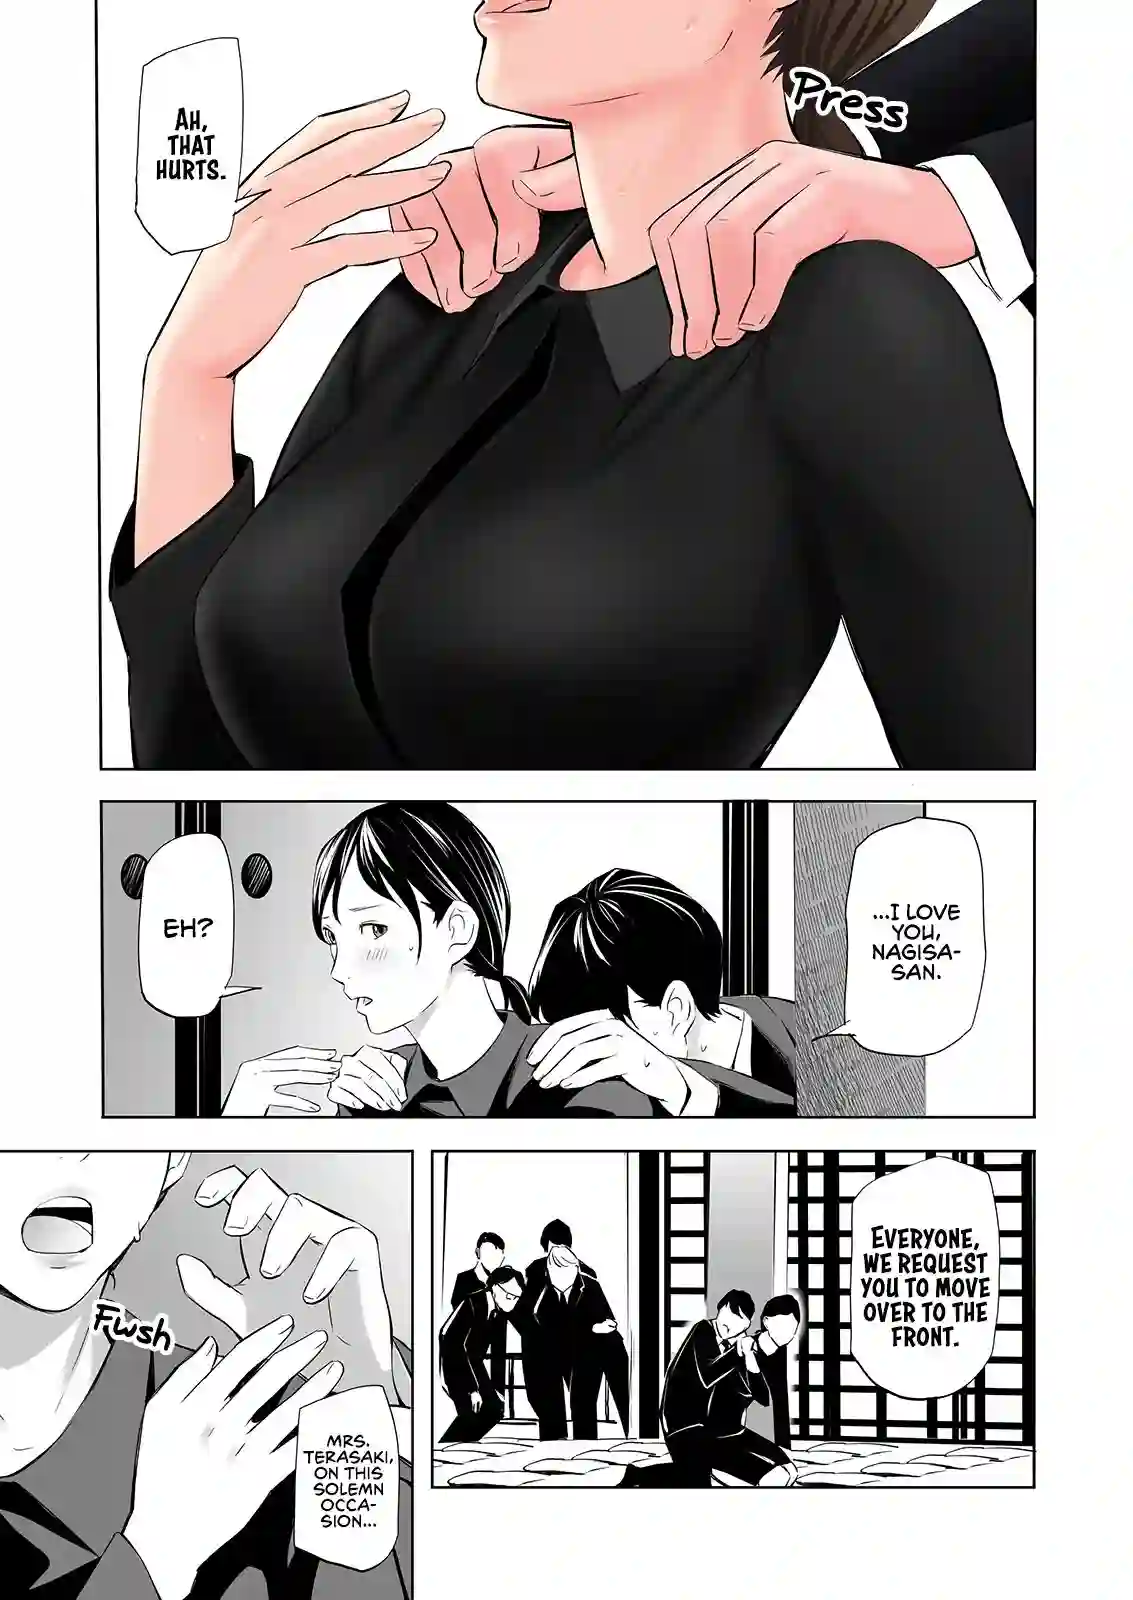 Press
AH,
THAT
HURTS.
...I LOVE
YOU,
NAGISA-
SAN.
EH?
EVERYONE,
WE REQUEST
YOU TO MOVE
OVER TO THE
FRONT.
Fwsh
MRS.
TERASAKI,
ON THIS
SOLEMN
OCCA-
SION...